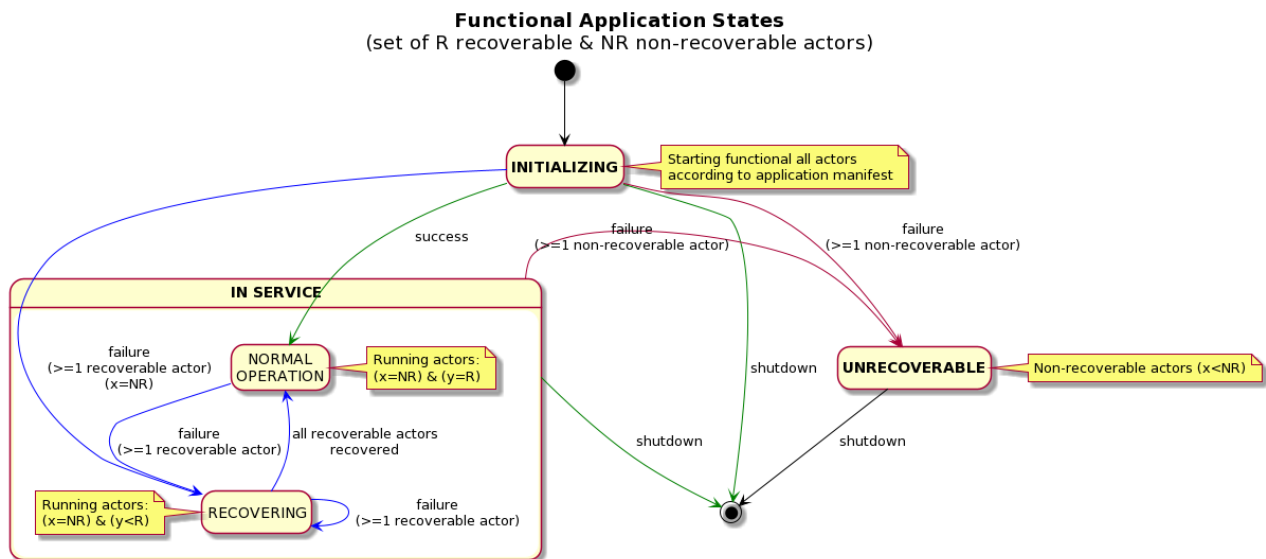 Functional Application States
(set of R recoverable & NR non-recoverable actors)
INITIALIZING
Starting functional all actors
according to application manifest
success
failure
(>=1 non-recoverable actor)
failure
(>=1 non-recoverable actor)
IN SERVICE
failure
(>=1 recoverable actor)
(x=NR)
NORMAL
OPERATION
Running actors:
(x=NR) & (y=R)
shutdown
UNRECOVERABLE
Non-recoverable actors (x<NR)
failure
(>=1 recoverable actor)
all recoverable actors
recovered
shutdown
shutdown
Running actors:
(x=NR) & (y<R)
RECOVERING
failure
(>=1 recoverable actor)